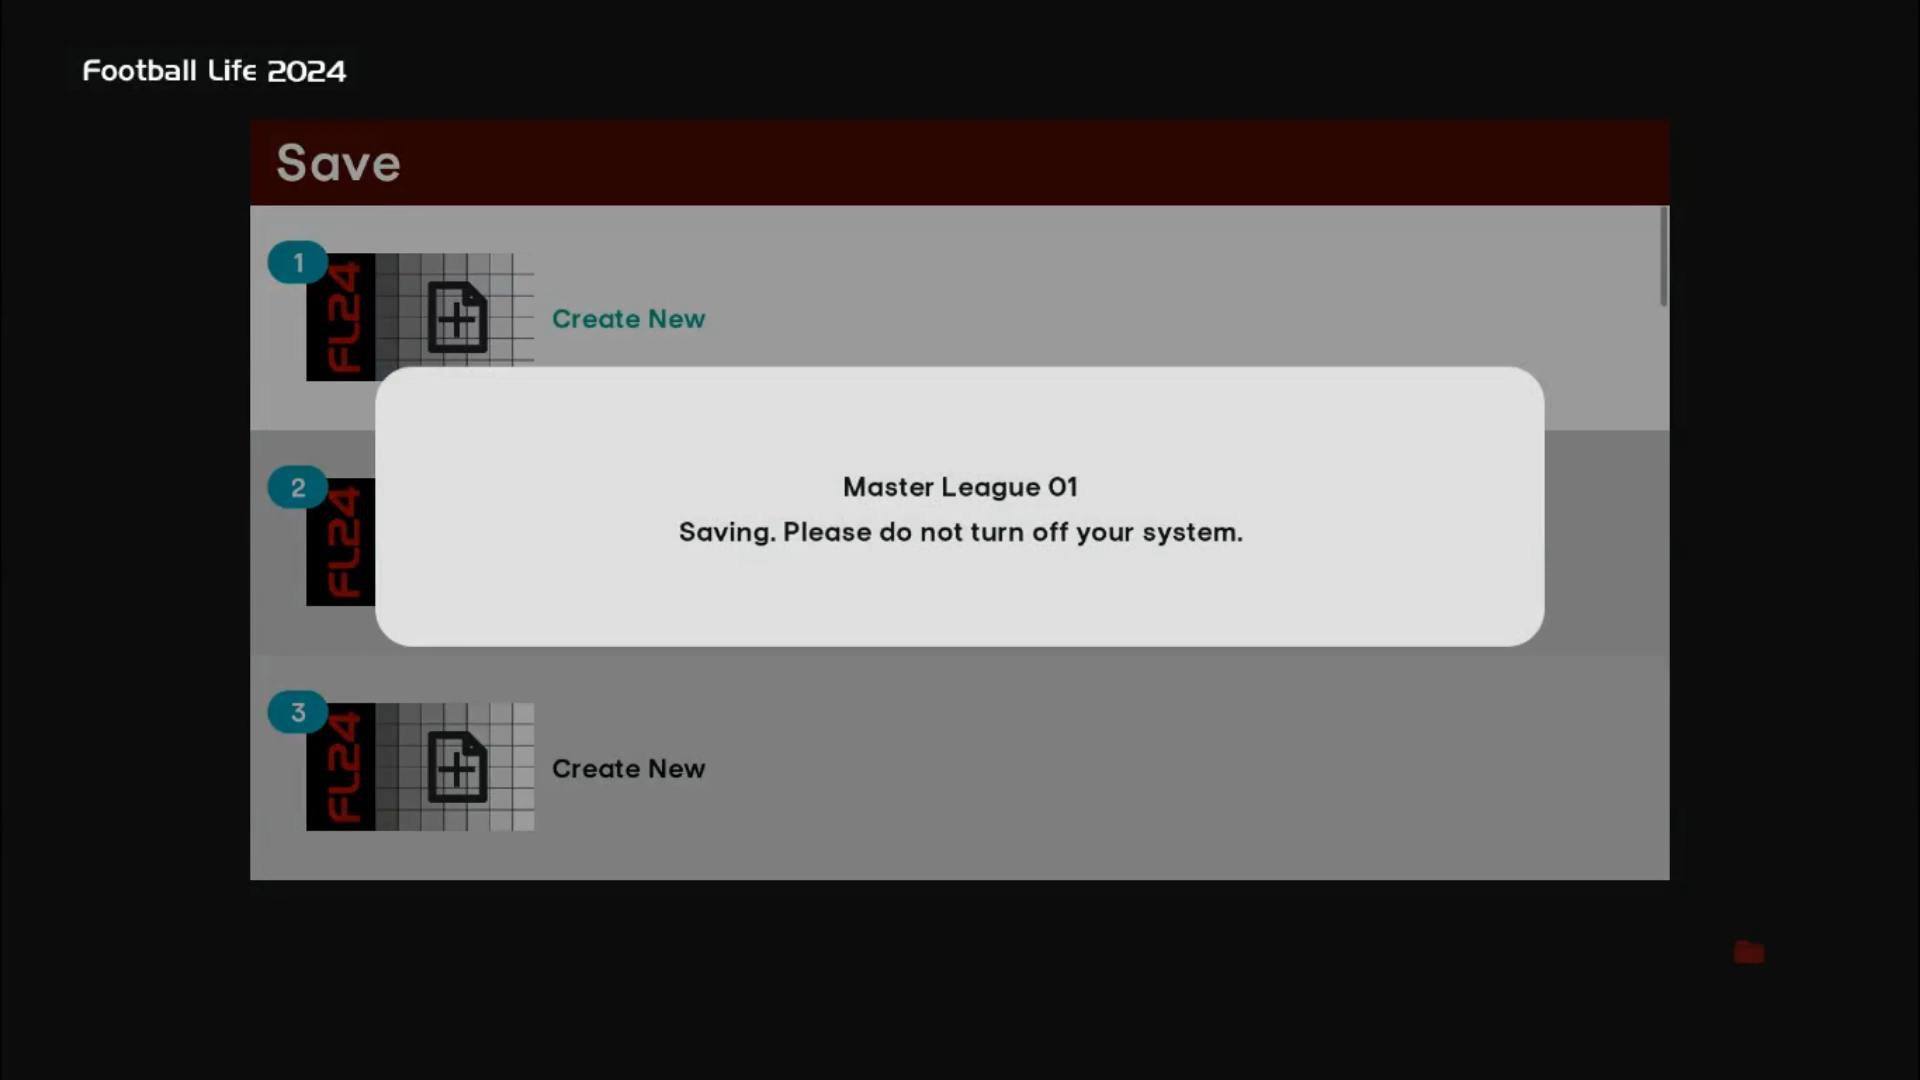 Football Life 2024
Save
1
FL24
Create New
Master League 01
Saving. Please do not turn off your system.
2
FL24
3
FL24
Create New